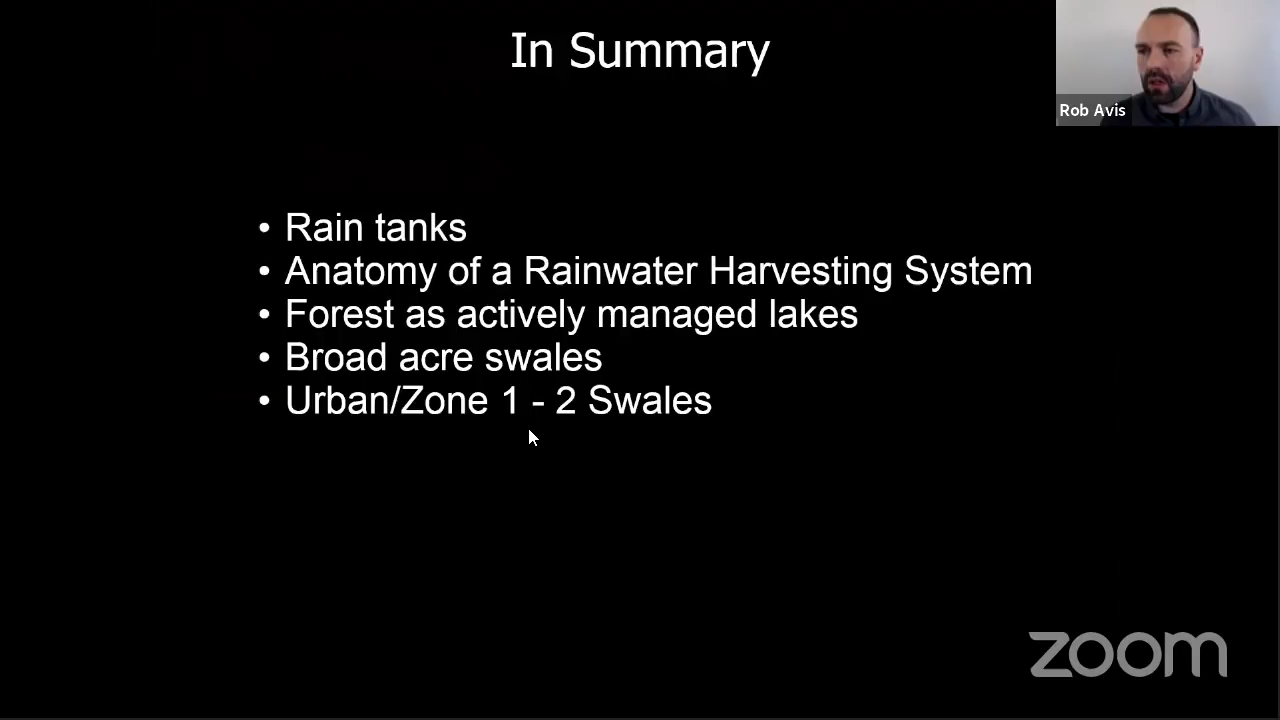 In Summary
Rob Avis
• Rain tanks
• Anatomy of a Rainwater Harvesting System
• Forest as actively managed lakes
• Broad acre swales
• Urban/Zone 1 - 2 Swales
zoom